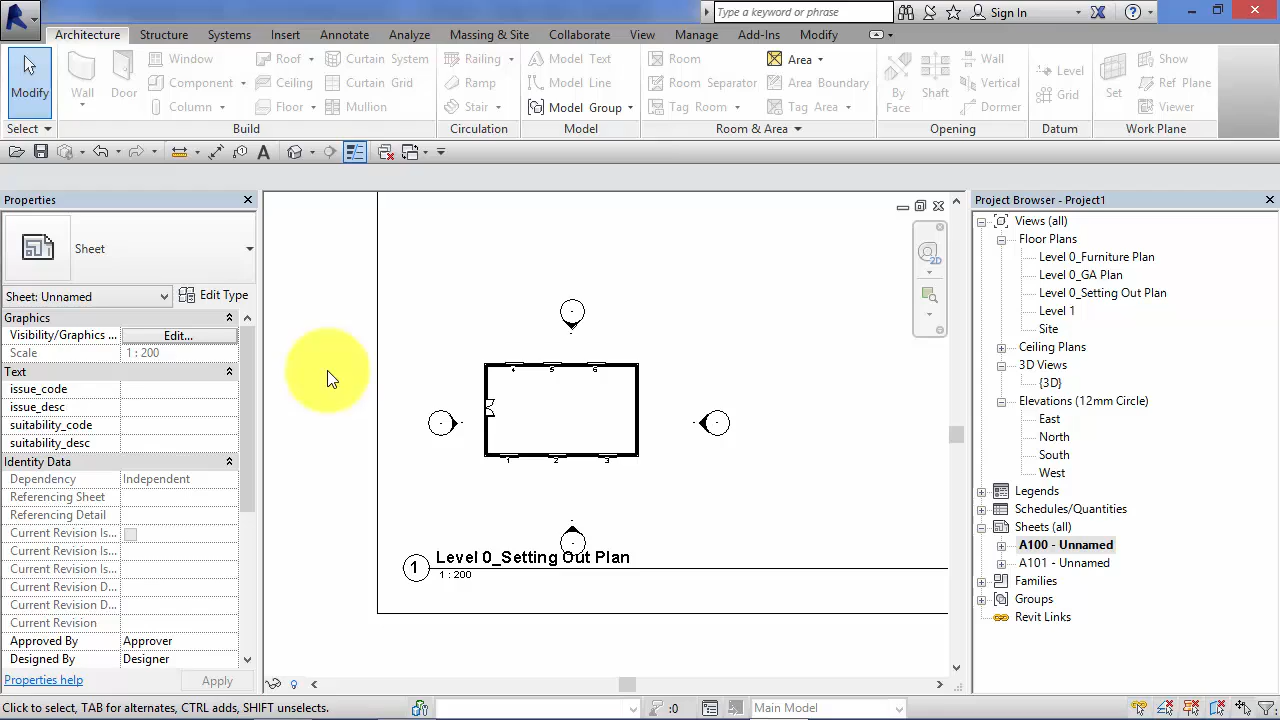 Type a keyword or phrase
Sign In
Architecture Structure Systems Insert Annotate Analyze Massing & Site Collaborate View Manage Add-Ins Modify
Modify
Wall
Door
Window
Component
Column
Roof
Ceiling
Floor
Curtain System
Curtain Grid
Mullion
Railing
Ramp
Stair
Model Text
Model Line
Model Group
Room
Room Separator
Tag Room
Area
Area Boundary
Tag Area
By
Face
Shaft
Wall
Vertical
Dormer
Level
Grid
Set
Show
Ref Plane
Viewer
Select Build Circulation Model Room & Area Opening Datum Work Plane
Properties
Sheet
Sheet: Unnamed Edit Type
Graphics
Visibility/Graphics ... Edit...
Scale 1 : 200
Text
issue_code
issue_desc
suitability_code
suitability_desc
Identity Data
Dependency Independent
Referencing Sheet
Referencing Detail
Current Revision Is...
Current Revision Is...
Current Revision Is...
Current Revision D...
Current Revision D...
Current Revision
Approved By Approver
Designed By Designer
Properties help Apply
2D
4 5 6
1 2 3
1 Level 0_Setting Out Plan
1 : 200
Project Browser - Project1
Views (all)
Floor Plans
Level 0_Furniture Plan
Level 0_GA Plan
Level 0_Setting Out Plan
Level 1
Site
Ceiling Plans
3D Views
{3D}
Elevations (12mm Circle)
East
North
South
West
Legends
Schedules/Quantities
Sheets (all)
A100 - Unnamed
A101 - Unnamed
Families
Groups
Revit Links
Click to select, TAB for alternates, CTRL adds, SHIFT unselects. :0 Main Model :0